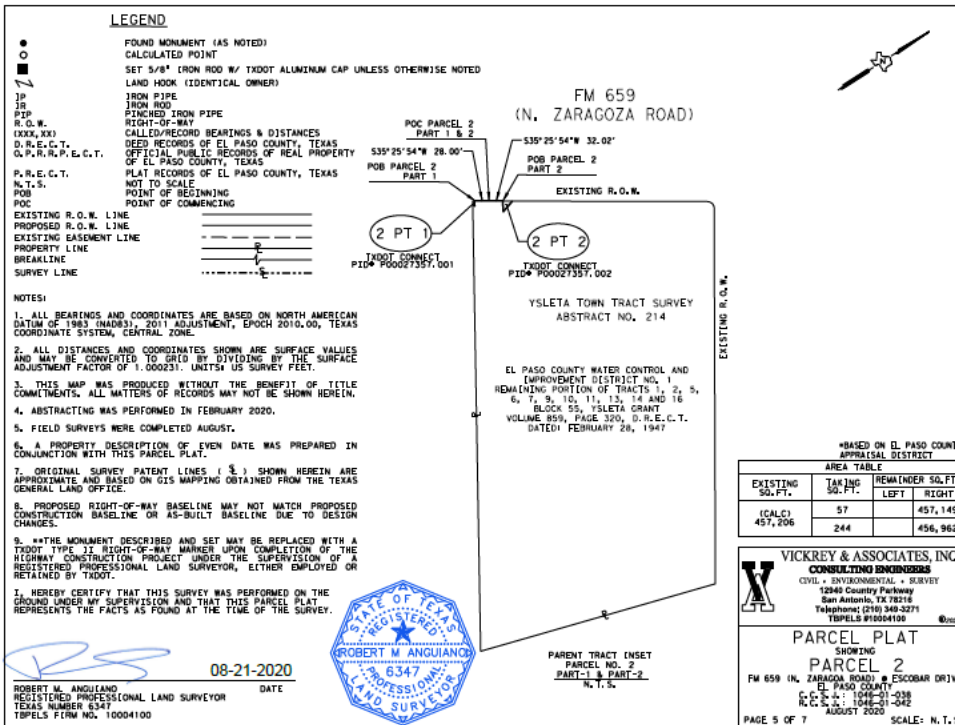 LEGEND
FOUND MONUMENT (AS NOTED)
CALCULATED POINT
SET 5/8" IRON ROD W/ TXDOT ALUMINUM CAP UNLESS OTHERWISE NOTED
LAND HOOK (IDENTICAL OWNER)
IP IRON PIPE
IR IRON ROD
PIP PINCHED IRON PIPE
R.O.W. RIGHT-OF-WAY
(XXX.XX) CALLED/RECORD BEARINGS & DISTANCES
D.R.E.C.T. DEED RECORDS OF EL PASO COUNTY, TEXAS
O.P.R.R.P.E.C.T. OFFICIAL PUBLIC RECORDS OF REAL PROPERTY
OF EL PASO COUNTY, TEXAS
P.R.E.C.T. PLAT RECORDS OF EL PASO COUNTY, TEXAS
N.T.S. NOT TO SCALE
POB POINT OF BEGINNING
POC POINT OF COMMENCING
EXISTING R.O.W. LINE
PROPOSED R.O.W. LINE
EXISTING EASEMENT LINE
PROPERTY LINE
BREAKLINE
SURVEY LINE
NOTES:
1. ALL BEARINGS AND COORDINATES ARE BASED ON NORTH AMERICAN
DATUM OF 1983 (NAD83), 2011 ADJUSTMENT, EPOCH 2010.00, TEXAS
COORDINATE SYSTEM, CENTRAL ZONE.
2. ALL DISTANCES AND COORDINATES SHOWN ARE SURFACE VALUES
AND MAY BE CONVERTED TO GRID BY DIVIDING BY THE SURFACE
ADJUSTMENT FACTOR OF 1.000231. UNITS: US SURVEY FEET.
3. THIS MAP WAS PRODUCED WITHOUT THE BENEFIT OF TITLE
COMMITMENTS. ALL MATTERS OF RECORDS MAY NOT BE SHOWN HEREIN.
4. ABSTRACTING WAS PERFORMED IN FEBRUARY 2020.
5. FIELD SURVEYS WERE COMPLETED AUGUST.
6. A PROPERTY DESCRIPTION OF EVEN DATE WAS PREPARED IN
CONJUNCTION WITH THIS PARCEL PLAT.
7. ORIGINAL SURVEY PATENT LINES ( ) SHOWN HEREIN ARE
APPROXIMATE AND BASED ON GIS MAPPING OBTAINED FROM THE TEXAS
GENERAL LAND OFFICE.
8. PROPOSED RIGHT-OF-WAY BASELINE MAY NOT MATCH PROPOSED
CONSTRUCTION BASELINE OR AS-BUILT BASELINE DUE TO DESIGN
CHANGES.
9. **THE MONUMENT DESCRIBED AND SET MAY BE REPLACED WITH A
TXDOT TYPE II RIGHT-OF-WAY MARKER UPON COMPLETION OF THE
HIGHWAY CONSTRUCTION PROJECT UNDER THE SUPERVISION OF A
REGISTERED PROFESSIONAL LAND SURVEYOR, EITHER EMPLOYED OR
RETAINED BY TXDOT.
I, HEREBY CERTIFY THAT THIS SURVEY WAS PERFORMED ON THE
GROUND UNDER MY SUPERVISION AND THAT THIS PARCEL PLAT
REPRESENTS THE FACTS AS FOUND AT THE TIME OF THE SURVEY.
08-21-2020
ROBERT M. ANGUIANO DATE
REGISTERED PROFESSIONAL LAND SURVEYOR
TEXAS NUMBER 6347
TBPELS FIRM NO. 10004100
STATE OF TEXAS
REGISTERED
ROBERT M ANGUIANO
6347
PROFESSIONAL
LAND SURVEYOR
FM 659
(N. ZARAGOZA ROAD)
POC PARCEL 2
PART 1 & 2
S35°25'54"W 32.02'
S35°25'54"W 28.00'
POB PARCEL 2
PART 1
POB PARCEL 2
PART 2
EXISTING R.O.W.
2 PT 1
TXDOT CONNECT
PID# P00027357.001
2 PT 2
TXDOT CONNECT
PID# P00027357.002
YSLETA TOWN TRACT SURVEY
ABSTRACT NO. 214
EXISTING R.O.W.
EL PASO COUNTY WATER CONTROL AND
IMPROVEMENT DISTRICT NO. 1
REMAINING PORTION OF TRACTS 1, 2, 5,
6, 7, 9, 10, 11, 13, 14 AND 16
BLOCK 55, YSLETA GRANT
VOLUME 859, PAGE 320, D.R.E.C.T.
DATED: FEBRUARY 28, 1947
PARENT TRACT INSET
PARCEL NO. 2
PART-1 & PART-2
N.T.S.
*BASED ON EL PASO COUNT
APPRAISAL DISTRICT
AREA TABLE
EXISTING SQ.FT. TAKING SQ.FT. REMAINDER SQ.FT
LEFT RIGHT
(CALC) 457,206 57 457,149
244 456,962
VICKREY & ASSOCIATES, INC
CONSULTING ENGINEERS
CIVIL • ENVIRONMENTAL • SURVEY
12940 Country Parkway
San Antonio, TX 78216
Telephone: (210) 349-3271
TBPELS #10004100
PARCEL PLAT
SHOWING
PARCEL 2
FM 659 (N. ZARAGOA ROAD) @ ESCOBAR DRIV
EL PASO COUNTY
C.C.S.J.: 1046-01-038
R.C.S.J.: 1046-01-042
AUGUST 2020
PAGE 5 OF 7 SCALE: N.T.S